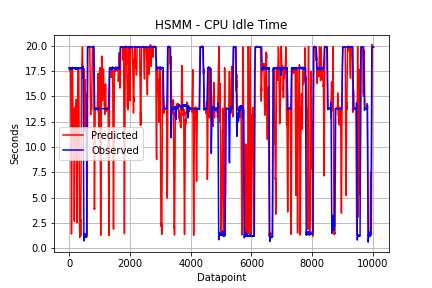 HSMM - CPU Idle Time
20.0
17.5
15.0
12.5
10.0
7.5
5.0
2.5
0.0
Seconds
Predicted
Observed
0 2000 4000 6000 8000 10000
Datapoint